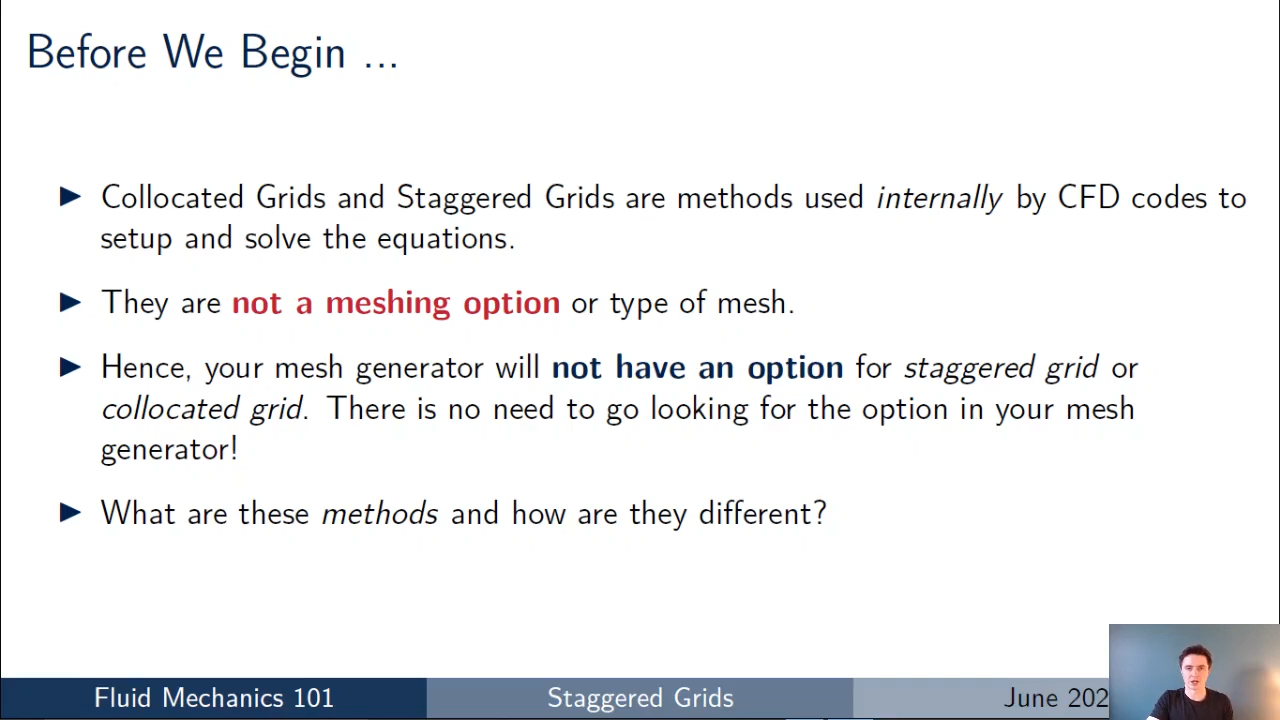 Before We Begin ...
Collocated Grids and Staggered Grids are methods used internally by CFD codes to
setup and solve the equations.
They are not a meshing option or type of mesh.
Hence, your mesh generator will not have an option for staggered grid or
collocated grid. There is no need to go looking for the option in your mesh
generator!
What are these methods and how are they different?
Fluid Mechanics 101
Staggered Grids
June 202